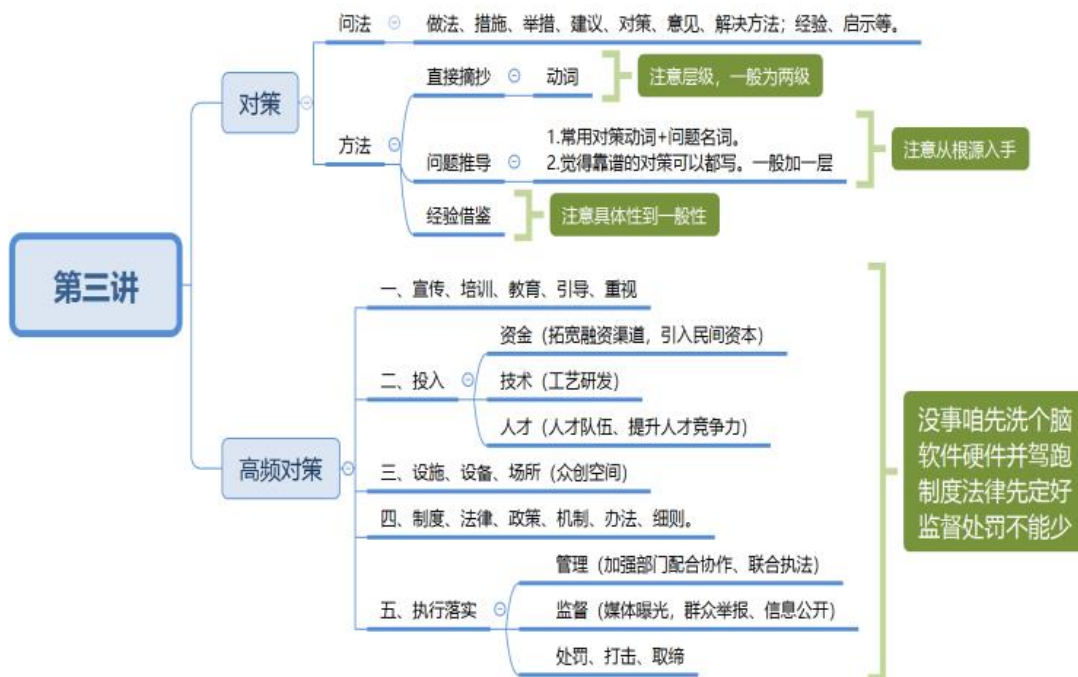 第三讲
对策
问法
做法、措施、举措、建议、对策、意见、解决方法；经验、启示等。
方法
直接摘抄
动词
注意层级，一般为两级
问题推导
1.常用对策动词+问题名词。
2.觉得靠谱的对策可以都写。一般加一层
注意从根源入手
经验借鉴
注意具体性到一般性
高频对策
一、宣传、培训、教育、引导、重视
二、投入
资金（拓宽融资渠道，引入民间资本）
技术（工艺研发）
人才（人才队伍、提升人才竞争力）
三、设施、设备、场所（众创空间）
四、制度、法律、政策、机制、办法、细则。
五、执行落实
管理（加强部门配合协作、联合执法）
监督（媒体曝光，群众举报、信息公开）
处罚、打击、取缔
没事咱先洗个脑
软件硬件并驾跑
制度法律先定好
监督处罚不能少